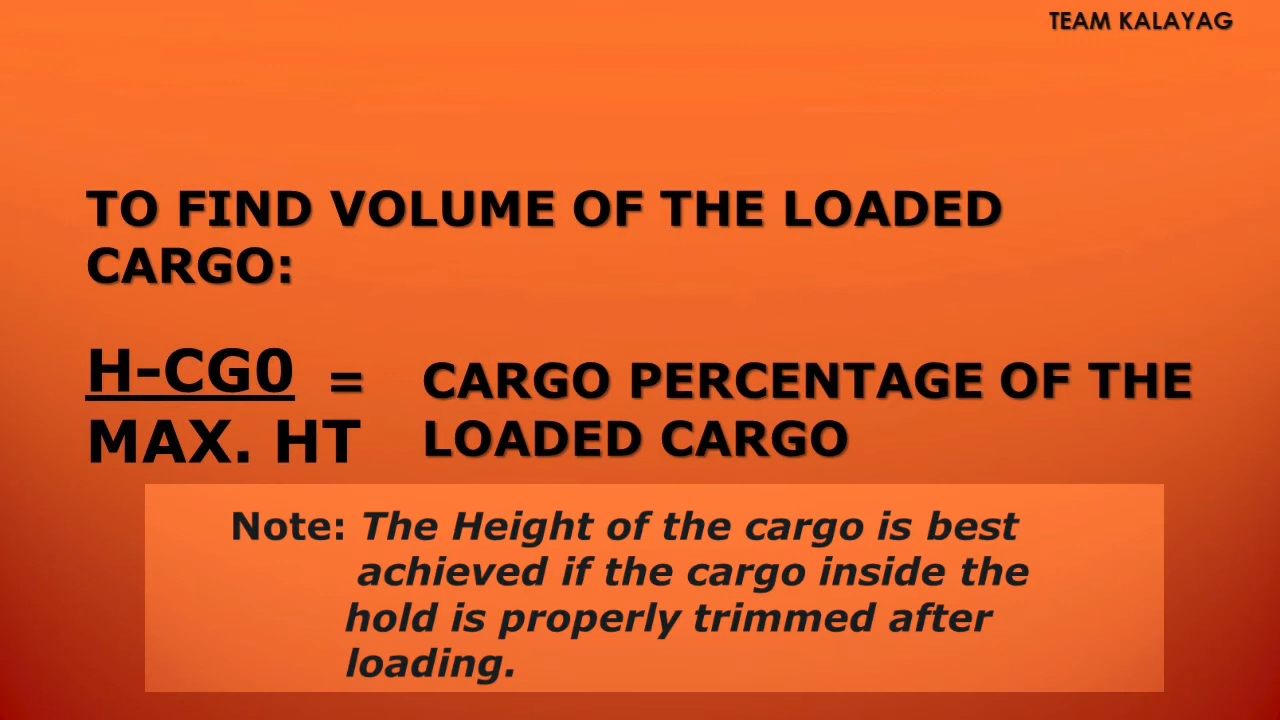 TEAM KALAYAG
TO FIND VOLUME OF THE LOADED
CARGO:
H-CG0 = CARGO PERCENTAGE OF THE
MAX. HT LOADED CARGO
Note: The Height of the cargo is best
achieved if the cargo inside the
hold is properly trimmed after
loading.